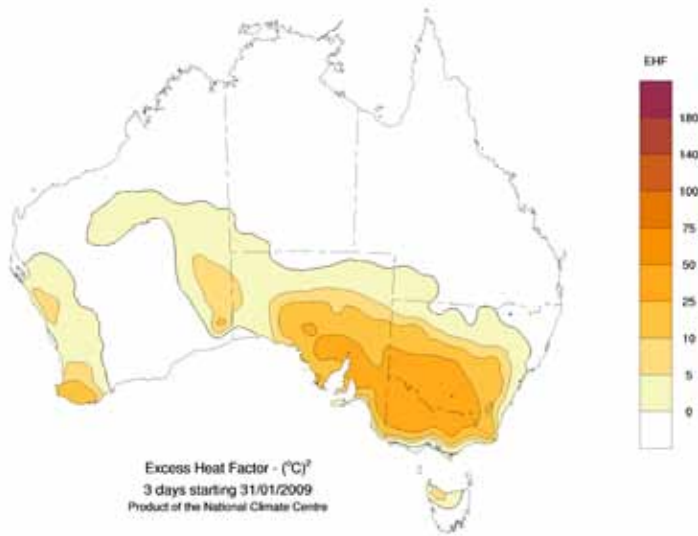 EHF
180
140
100
75
50
25
10
5
0
Excess Heat Factor - (°C)²
3 days starting 31/01/2009
Product of the National Climate Centre